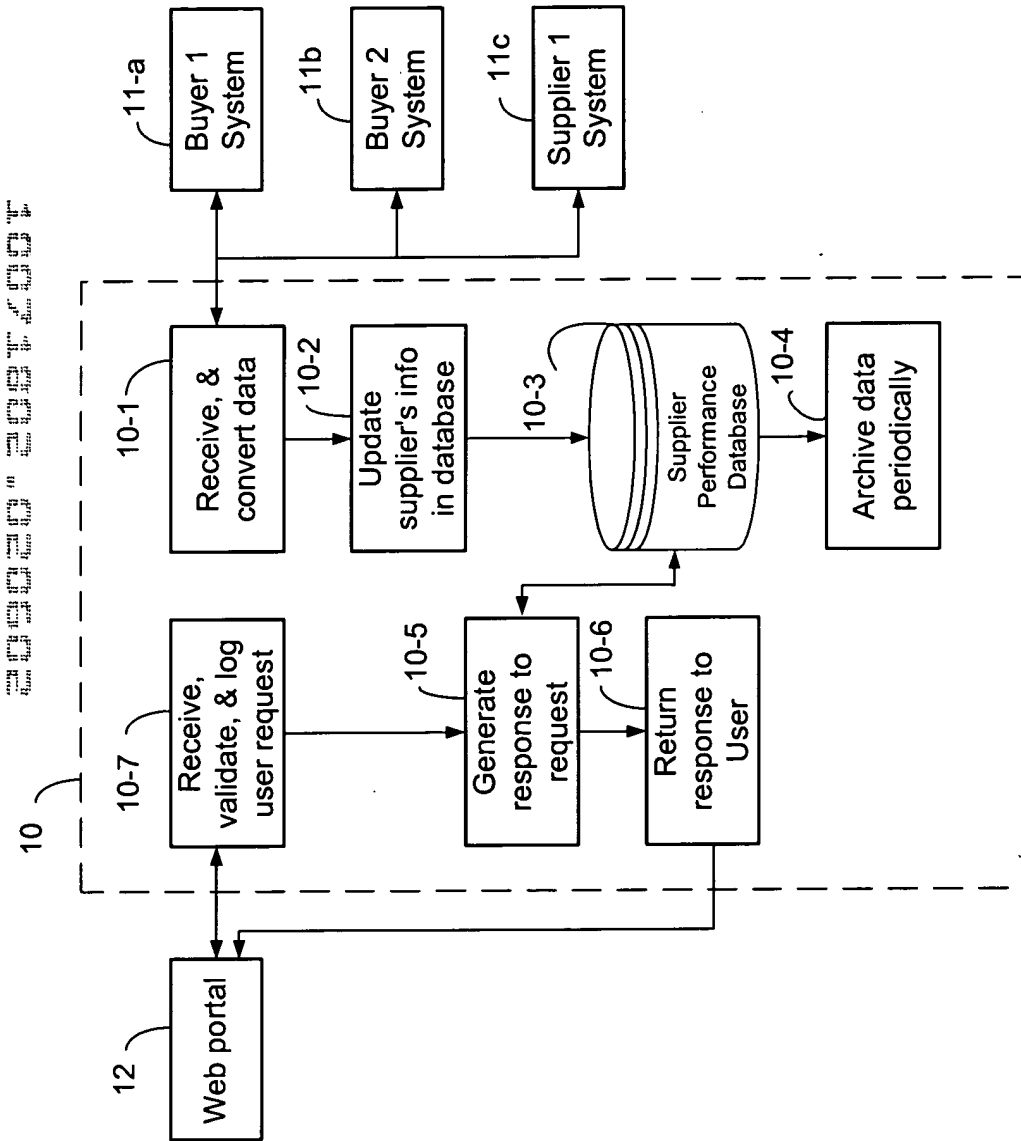 10071802 .020602
10
12
Web portal
10-7
Receive,
validate, & log
user request
10-5
Generate
response to
request
10-6
Return
response to
User
10-1
Receive, &
convert data
10-2
Update
supplier's info
in database
10-3
Supplier
Performance
Database
10-4
Archive data
periodically
11-a
Buyer 1
System
11b
Buyer 2
System
11c
Supplier 1
System